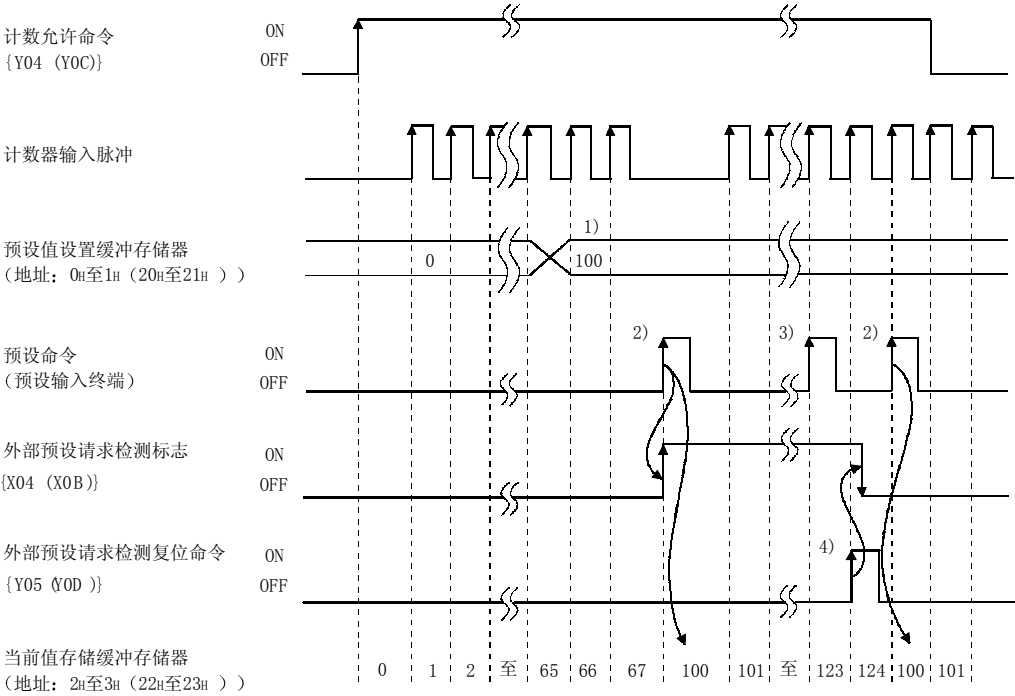 计数允许命令
{Y04 (Y0C)}
ON
OFF
计数器输入脉冲
预设值设置缓冲存储器
(地址: 0H至1H (20H至21H ))
0
1)
100
预设命令
(预设输入终端)
ON
OFF
2)
3)
2)
外部预设请求检测标志
{X04 (X0B)}
ON
OFF
外部预设请求检测复位命令
{Y05 (Y0D )}
ON
OFF
4)
当前值存储缓冲存储器
(地址: 2H至3H (22H至23H ))
0 1 2 至 65 66 67 100 101 至 123 124 100 101